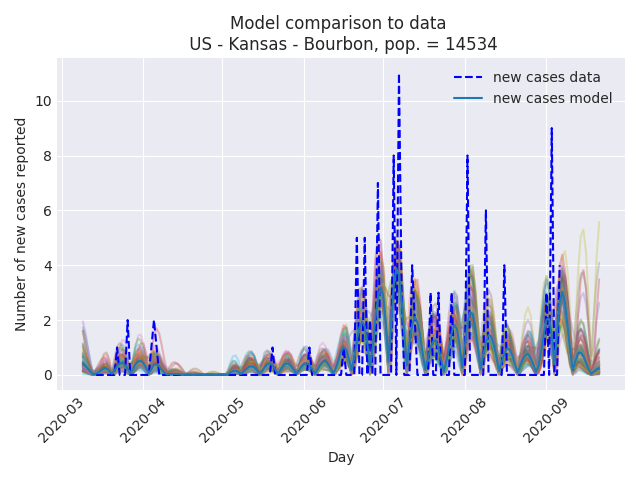 Model comparison to data
US - Kansas - Bourbon, pop. = 14534
new cases data
new cases model
Number of new cases reported
10
8
6
4
2
0
2020-03
2020-04
2020-05
2020-06
2020-07
2020-08
2020-09
Day